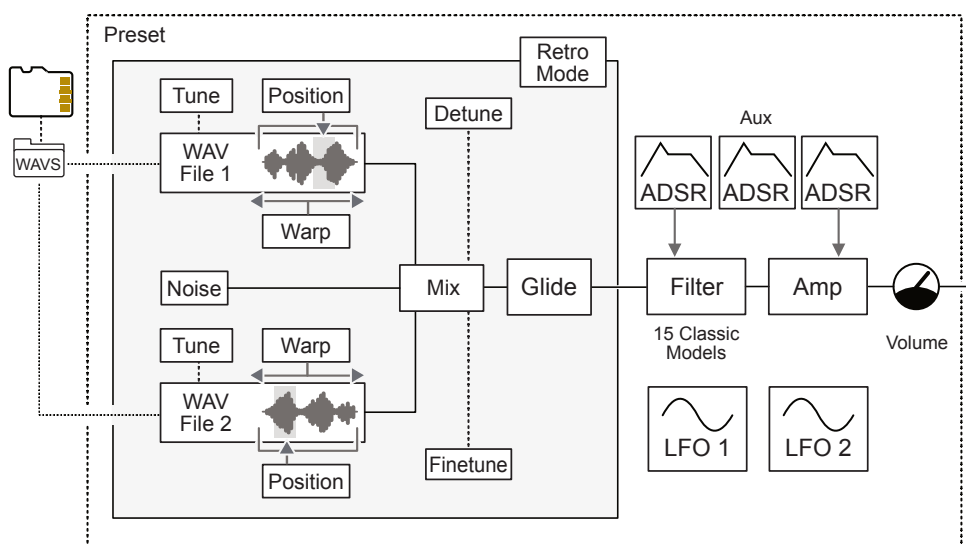 Preset
Retro
Mode
Tune
Position
Detune
Aux
WAVS
WAV
File 1
ADSR
ADSR
ADSR
Warp
Noise
Mix
Glide
Filter
Amp
15 Classic
Models
Volume
Tune
Warp
WAV
File 2
LFO 1
LFO 2
Finetune
Position